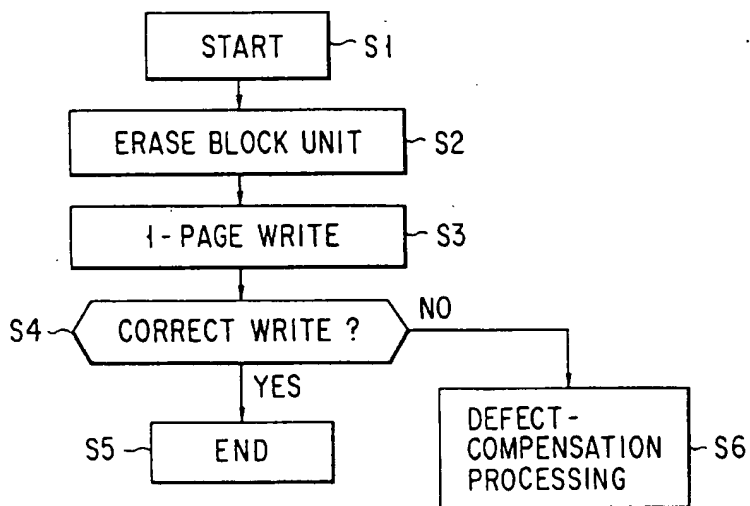 START
S1
ERASE BLOCK UNIT
S2
1-PAGE WRITE
S3
S4
CORRECT WRITE ?
NO
YES
S5
END
DEFECT-
COMPENSATION
PROCESSING
S6